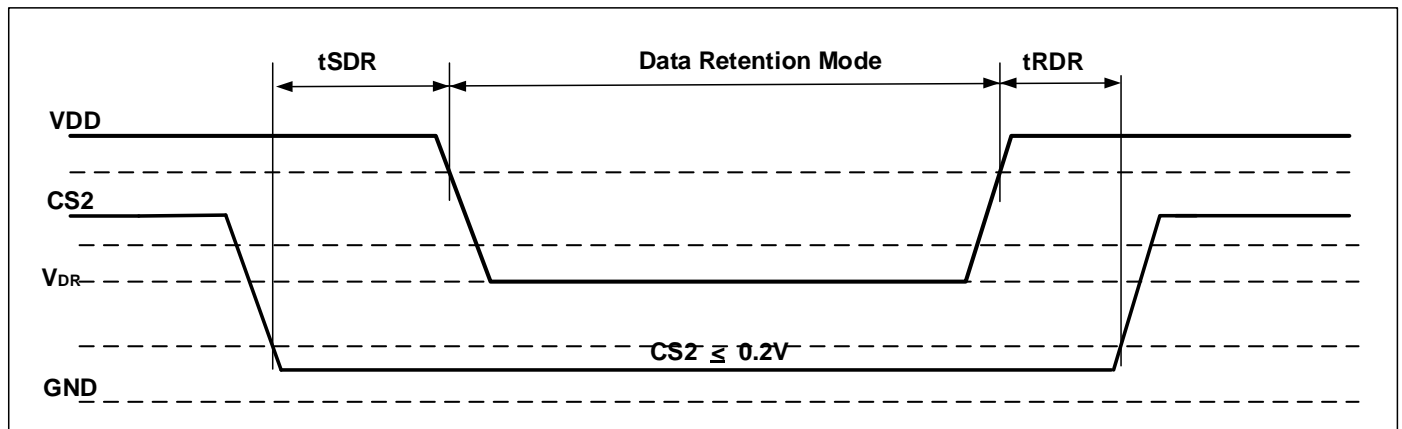 tSDR Data Retention Mode tRDR
VDD
CS2
VDR
CS2 ≤ 0.2V
GND